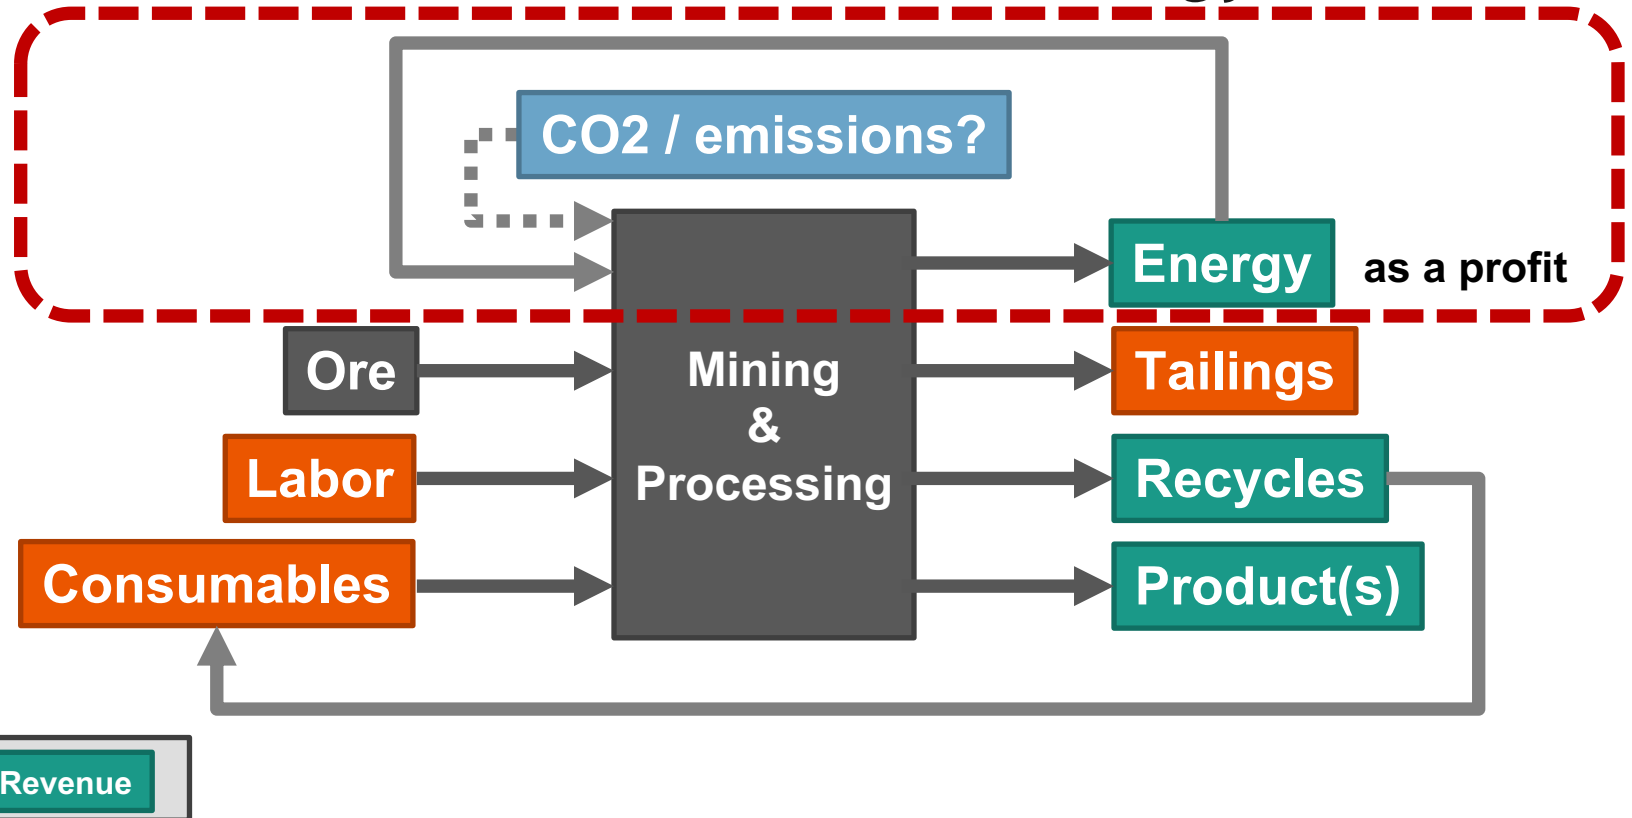 CO2 / emissions?
Energy
as a profit
Ore
Mining
&
Processing
Tailings
Labor
Recycles
Consumables
Product(s)
Revenue